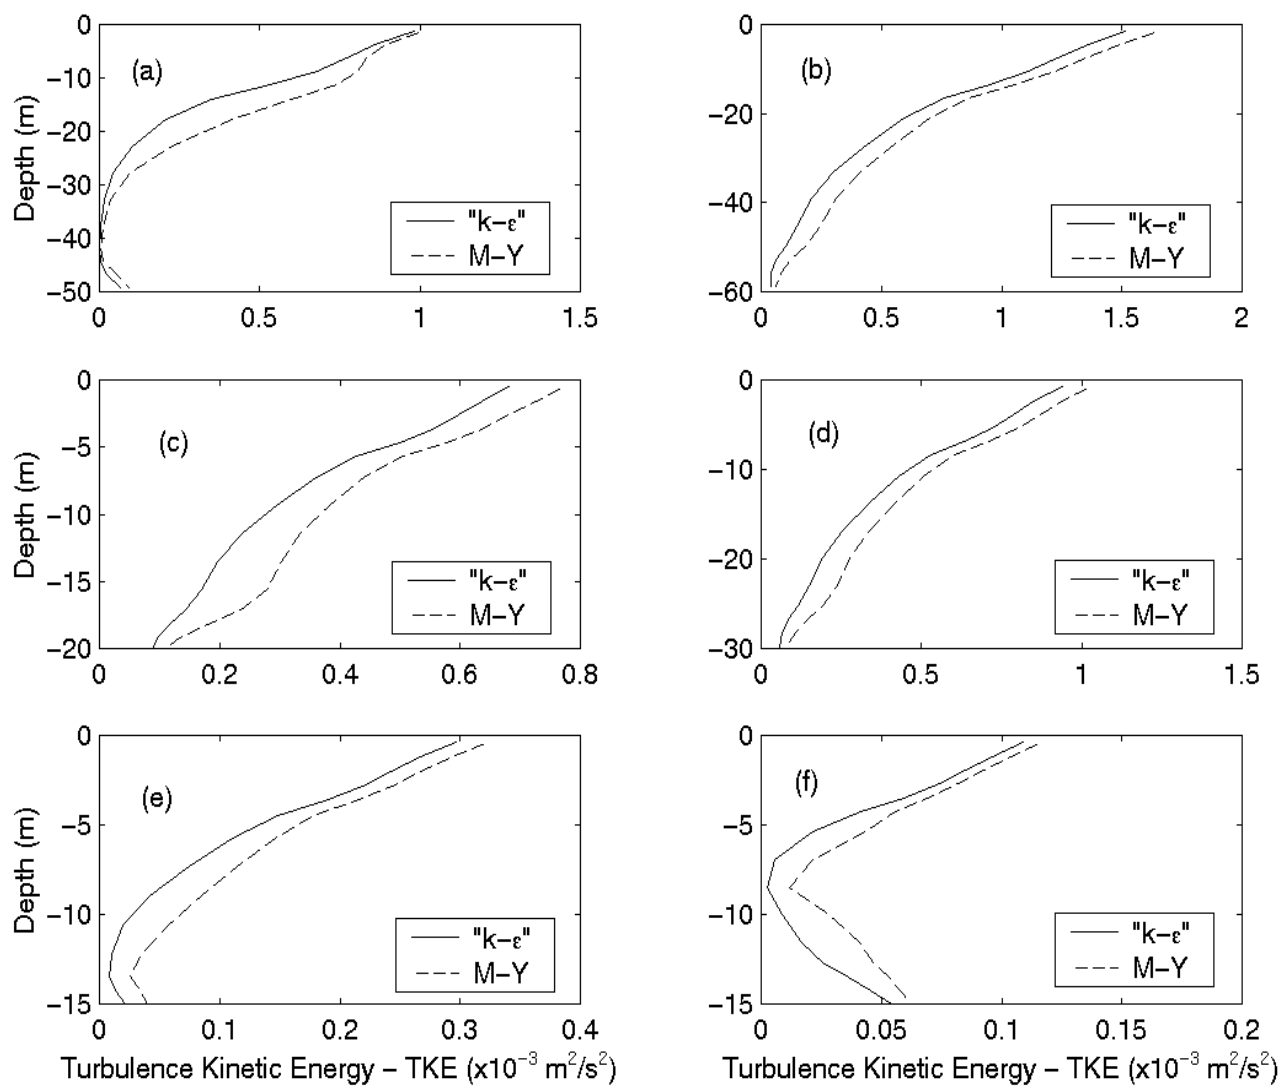 0
−10
−20
−30
−40
−50
0
0.5
1
1.5
Depth (m)
(a)
"k−ε"
M−Y
0
−20
−40
−60
0
0.5
1
1.5
2
(b)
"k−ε"
M−Y
0
−5
−10
−15
−20
0
0.2
0.4
0.6
0.8
Depth (m)
(c)
"k−ε"
M−Y
0
−10
−20
−30
0
0.5
1
1.5
(d)
"k−ε"
M−Y
0
−5
−10
−15
0
0.1
0.2
0.3
0.4
Depth (m)
(e)
"k−ε"
M−Y
Turbulence Kinetic Energy − TKE (x10⁻³ m²/s²)
0
−5
−10
−15
0
0.05
0.1
0.15
0.2
(f)
"k−ε"
M−Y
Turbulence Kinetic Energy − TKE (x10⁻³ m²/s²)